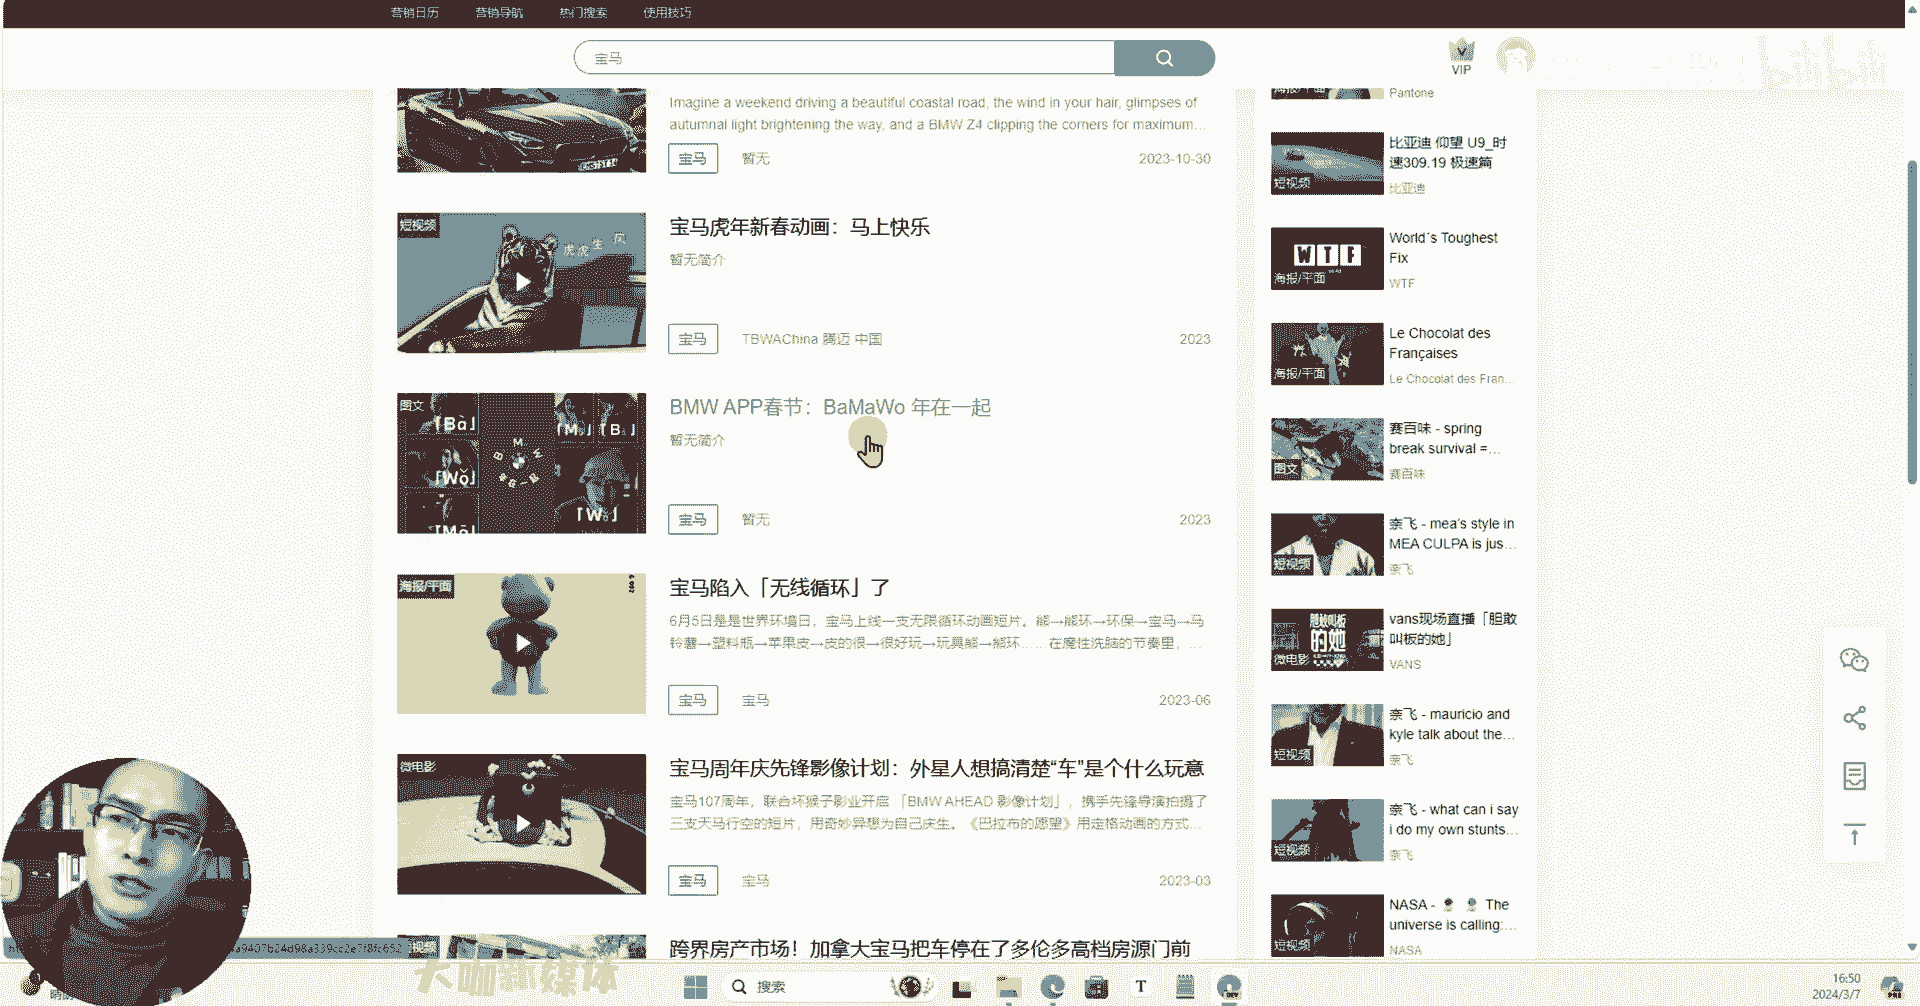 营销日历 营销导航 热门搜索 使用技巧
宝马
VIP
Imagine a weekend driving a beautiful coastal road, the wind in your hair, glimpses of
autumnal light brightening the way, and a BMW Z4 clipping the corners for maximum...
宝马 暂无 2023-10-30
短视频
虎虎生风
宝马虎年新春动画：马上快乐
暂无简介
宝马 TBWAChina 腾迈 中国 2023
图文
「Bà」
「Wǒ」
BMW APP春节：BaMaWo 年在一起
暂无简介
宝马 暂无 2023
海报/平面
宝马陷入「无线循环」了
6月5日是是世界环境日，宝马上线一支无限循环动画短片。能→能环→环保→宝马→马
铃薯→塑料瓶→苹果皮→皮的很→很好玩→玩具熊→熊环……在魔性洗脑的节奏里，...
宝马 宝马 2023-06
微电影
宝马周年庆先锋影像计划：外星人想搞清楚“车”是个什么玩意
宝马107周年，联合坏猴子影业开启 「BMW AHEAD 影像计划」，携手先锋导演拍摄了
三支天马行空的短片，用奇妙异想为自己庆生。《巴拉布的愿望》用定格动画的方式...
宝马 宝马 2023-03
跨界房产市场！加拿大宝马把车停在了多伦多高档房源门前
Pantone
短视频
比亚迪 仰望 U9_时
速309.19 极速篇
比亚迪
WTF
海报/平面
World´s Toughest
Fix
WTF
海报/平面
Le Chocolat des
Françaises
Le Chocolat des Fran...
图文
赛百味 - spring
break survival =...
赛百味
短视频
奈飞 - mea's style in
MEA CULPA is jus...
奈飞
微电影
vans现场直播「胆敢
叫板的她」
VANS
短视频
奈飞 - mauricio and
kyle talk about the...
奈飞
短视频
奈飞 - what can i say
i do my own stunts...
奈飞
短视频
NASA - The
universe is calling:...
NASA
大咖新媒体
搜索
16:50
2024/3/7
bilibili